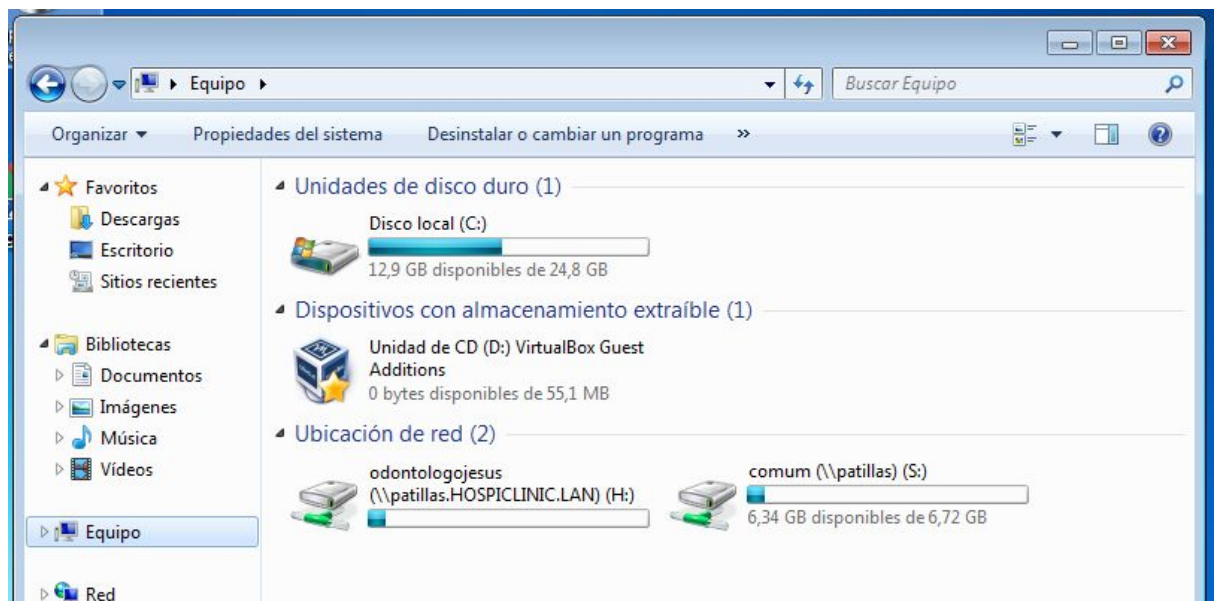 Equipo
Buscar Equipo
Organizar
Propiedades del sistema
Desinstalar o cambiar un programa
»
Favoritos
Descargas
Escritorio
Sitios recientes
Bibliotecas
Documentos
Imágenes
Música
Vídeos
Equipo
Red
Unidades de disco duro (1)
Disco local (C:)
12,9 GB disponibles de 24,8 GB
Dispositivos con almacenamiento extraíble (1)
Unidad de CD (D:) VirtualBox Guest
Additions
0 bytes disponibles de 55,1 MB
Ubicación de red (2)
odontologojesus
(\\patillas.HOSPICLINIC.LAN) (H:)
comum (\\patillas) (S:)
6,34 GB disponibles de 6,72 GB